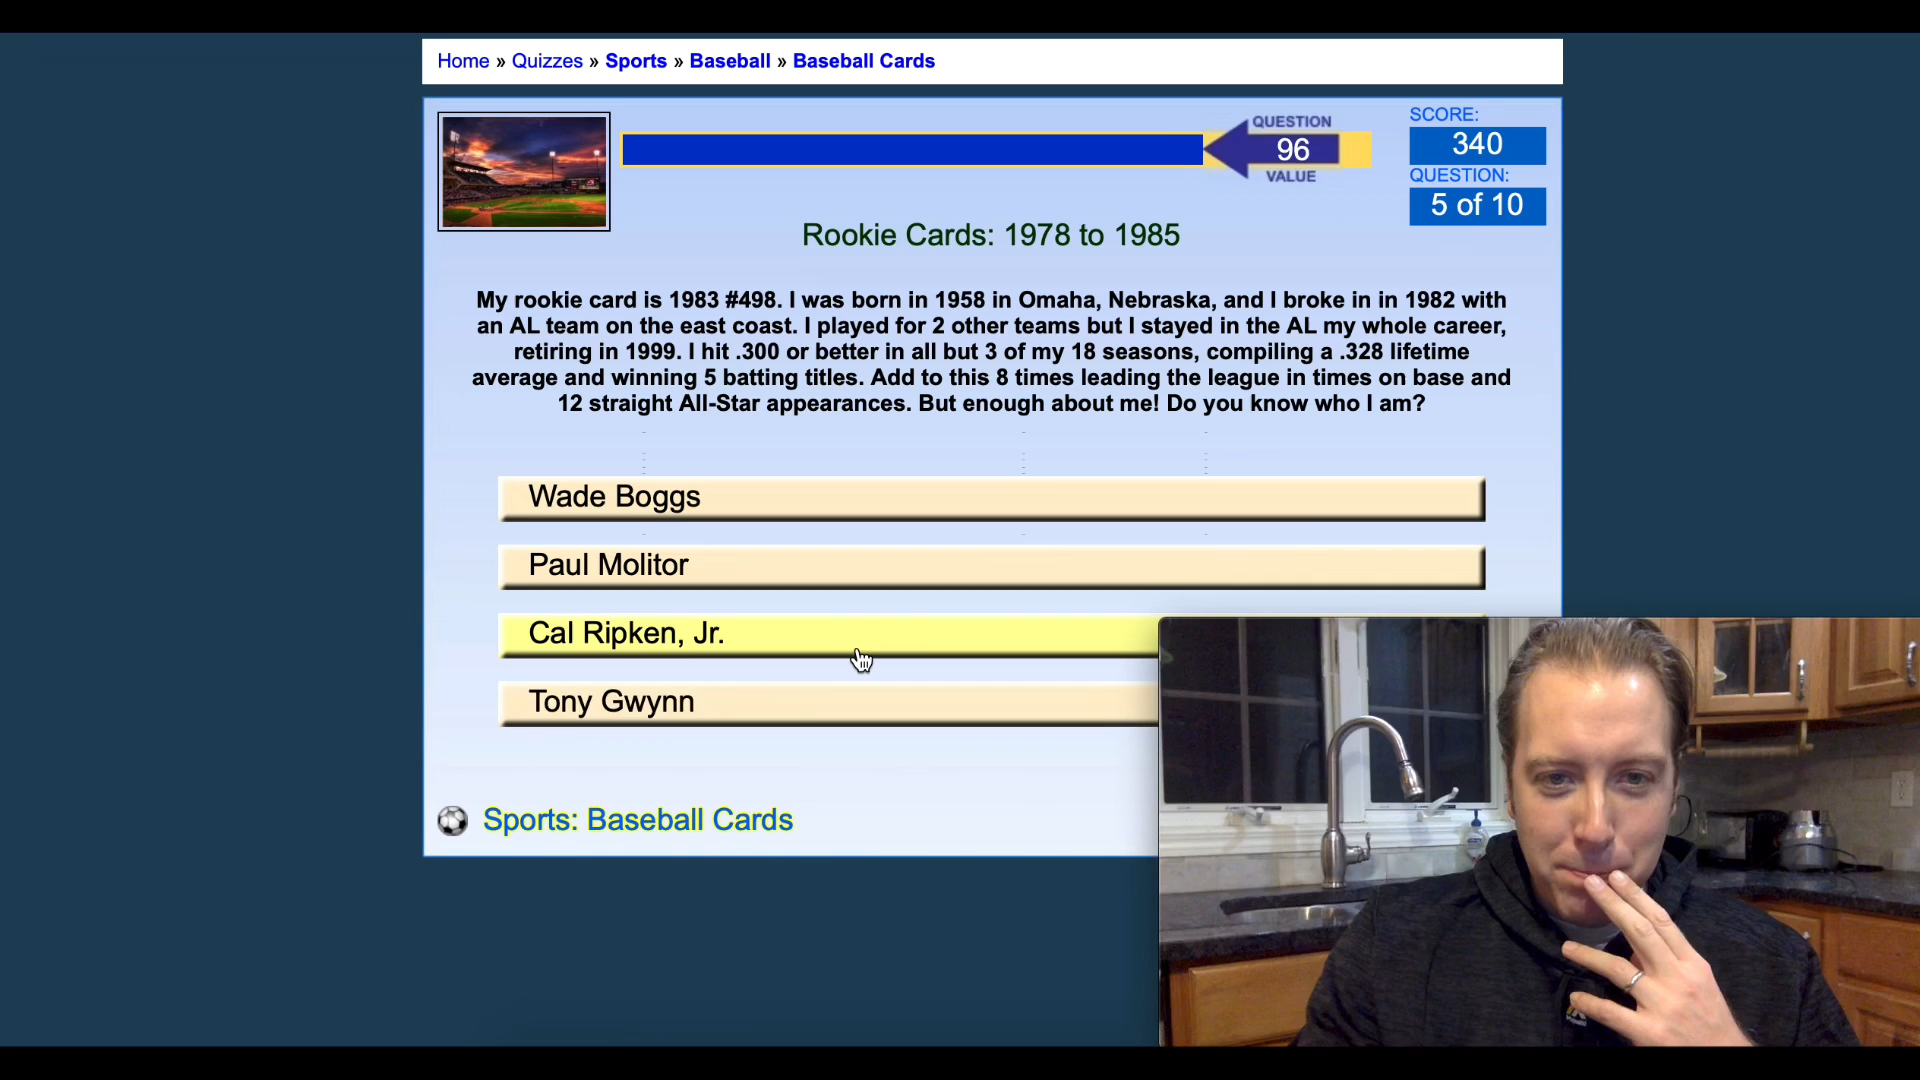 Home » Quizzes » Sports » Baseball » Baseball Cards
QUESTION
96
VALUE
SCORE:
340
QUESTION:
5 of 10
Rookie Cards: 1978 to 1985
My rookie card is 1983 #498. I was born in 1958 in Omaha, Nebraska, and I broke in in 1982 with
an AL team on the east coast. I played for 2 other teams but I stayed in the AL my whole career,
retiring in 1999. I hit .300 or better in all but 3 of my 18 seasons, compiling a .328 lifetime
average and winning 5 batting titles. Add to this 8 times leading the league in times on base and
12 straight All-Star appearances. But enough about me! Do you know who I am?
Wade Boggs
Paul Molitor
Cal Ripken, Jr.
Tony Gwynn
Sports: Baseball Cards